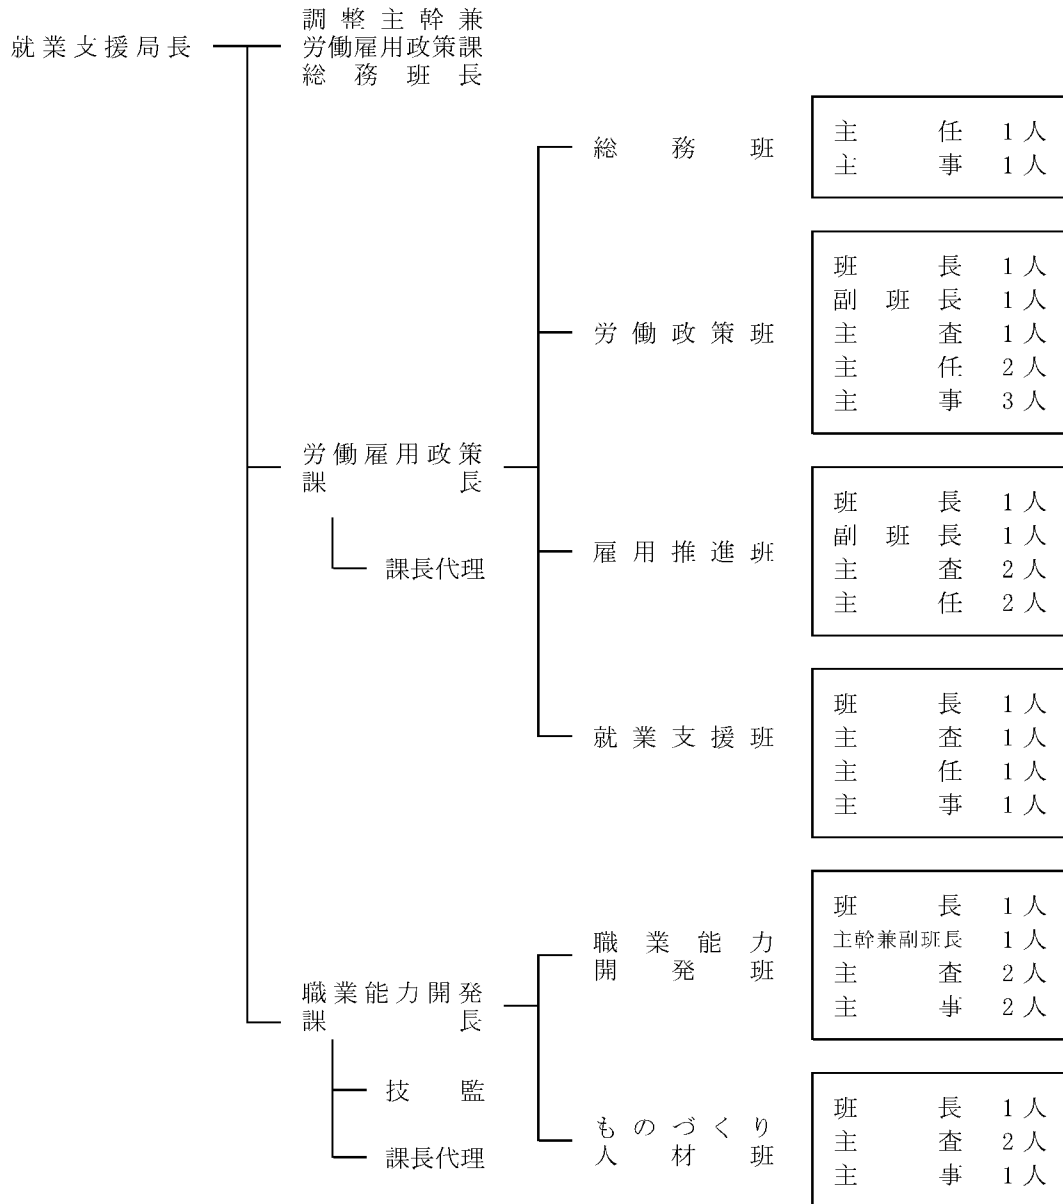 就業支援局長
調整主幹兼
労働雇用政策課
総務班長
総務班
主任 1人
主事 1人
労働政策班
班長 1人
副班長 1人
主査 1人
主任 2人
主事 3人
労働雇用政策
課長
課長代理
雇用推進班
班長 1人
副班長 1人
主査 2人
主任 2人
就業支援班
班長 1人
主査 1人
主任 1人
主事 1人
職業能力開発
課長
技監
課長代理
職業能力
開発班
班長 1人
主幹兼副班長 1人
主査 2人
主事 2人
ものづくり
人材班
班長 1人
主査 2人
主事 1人